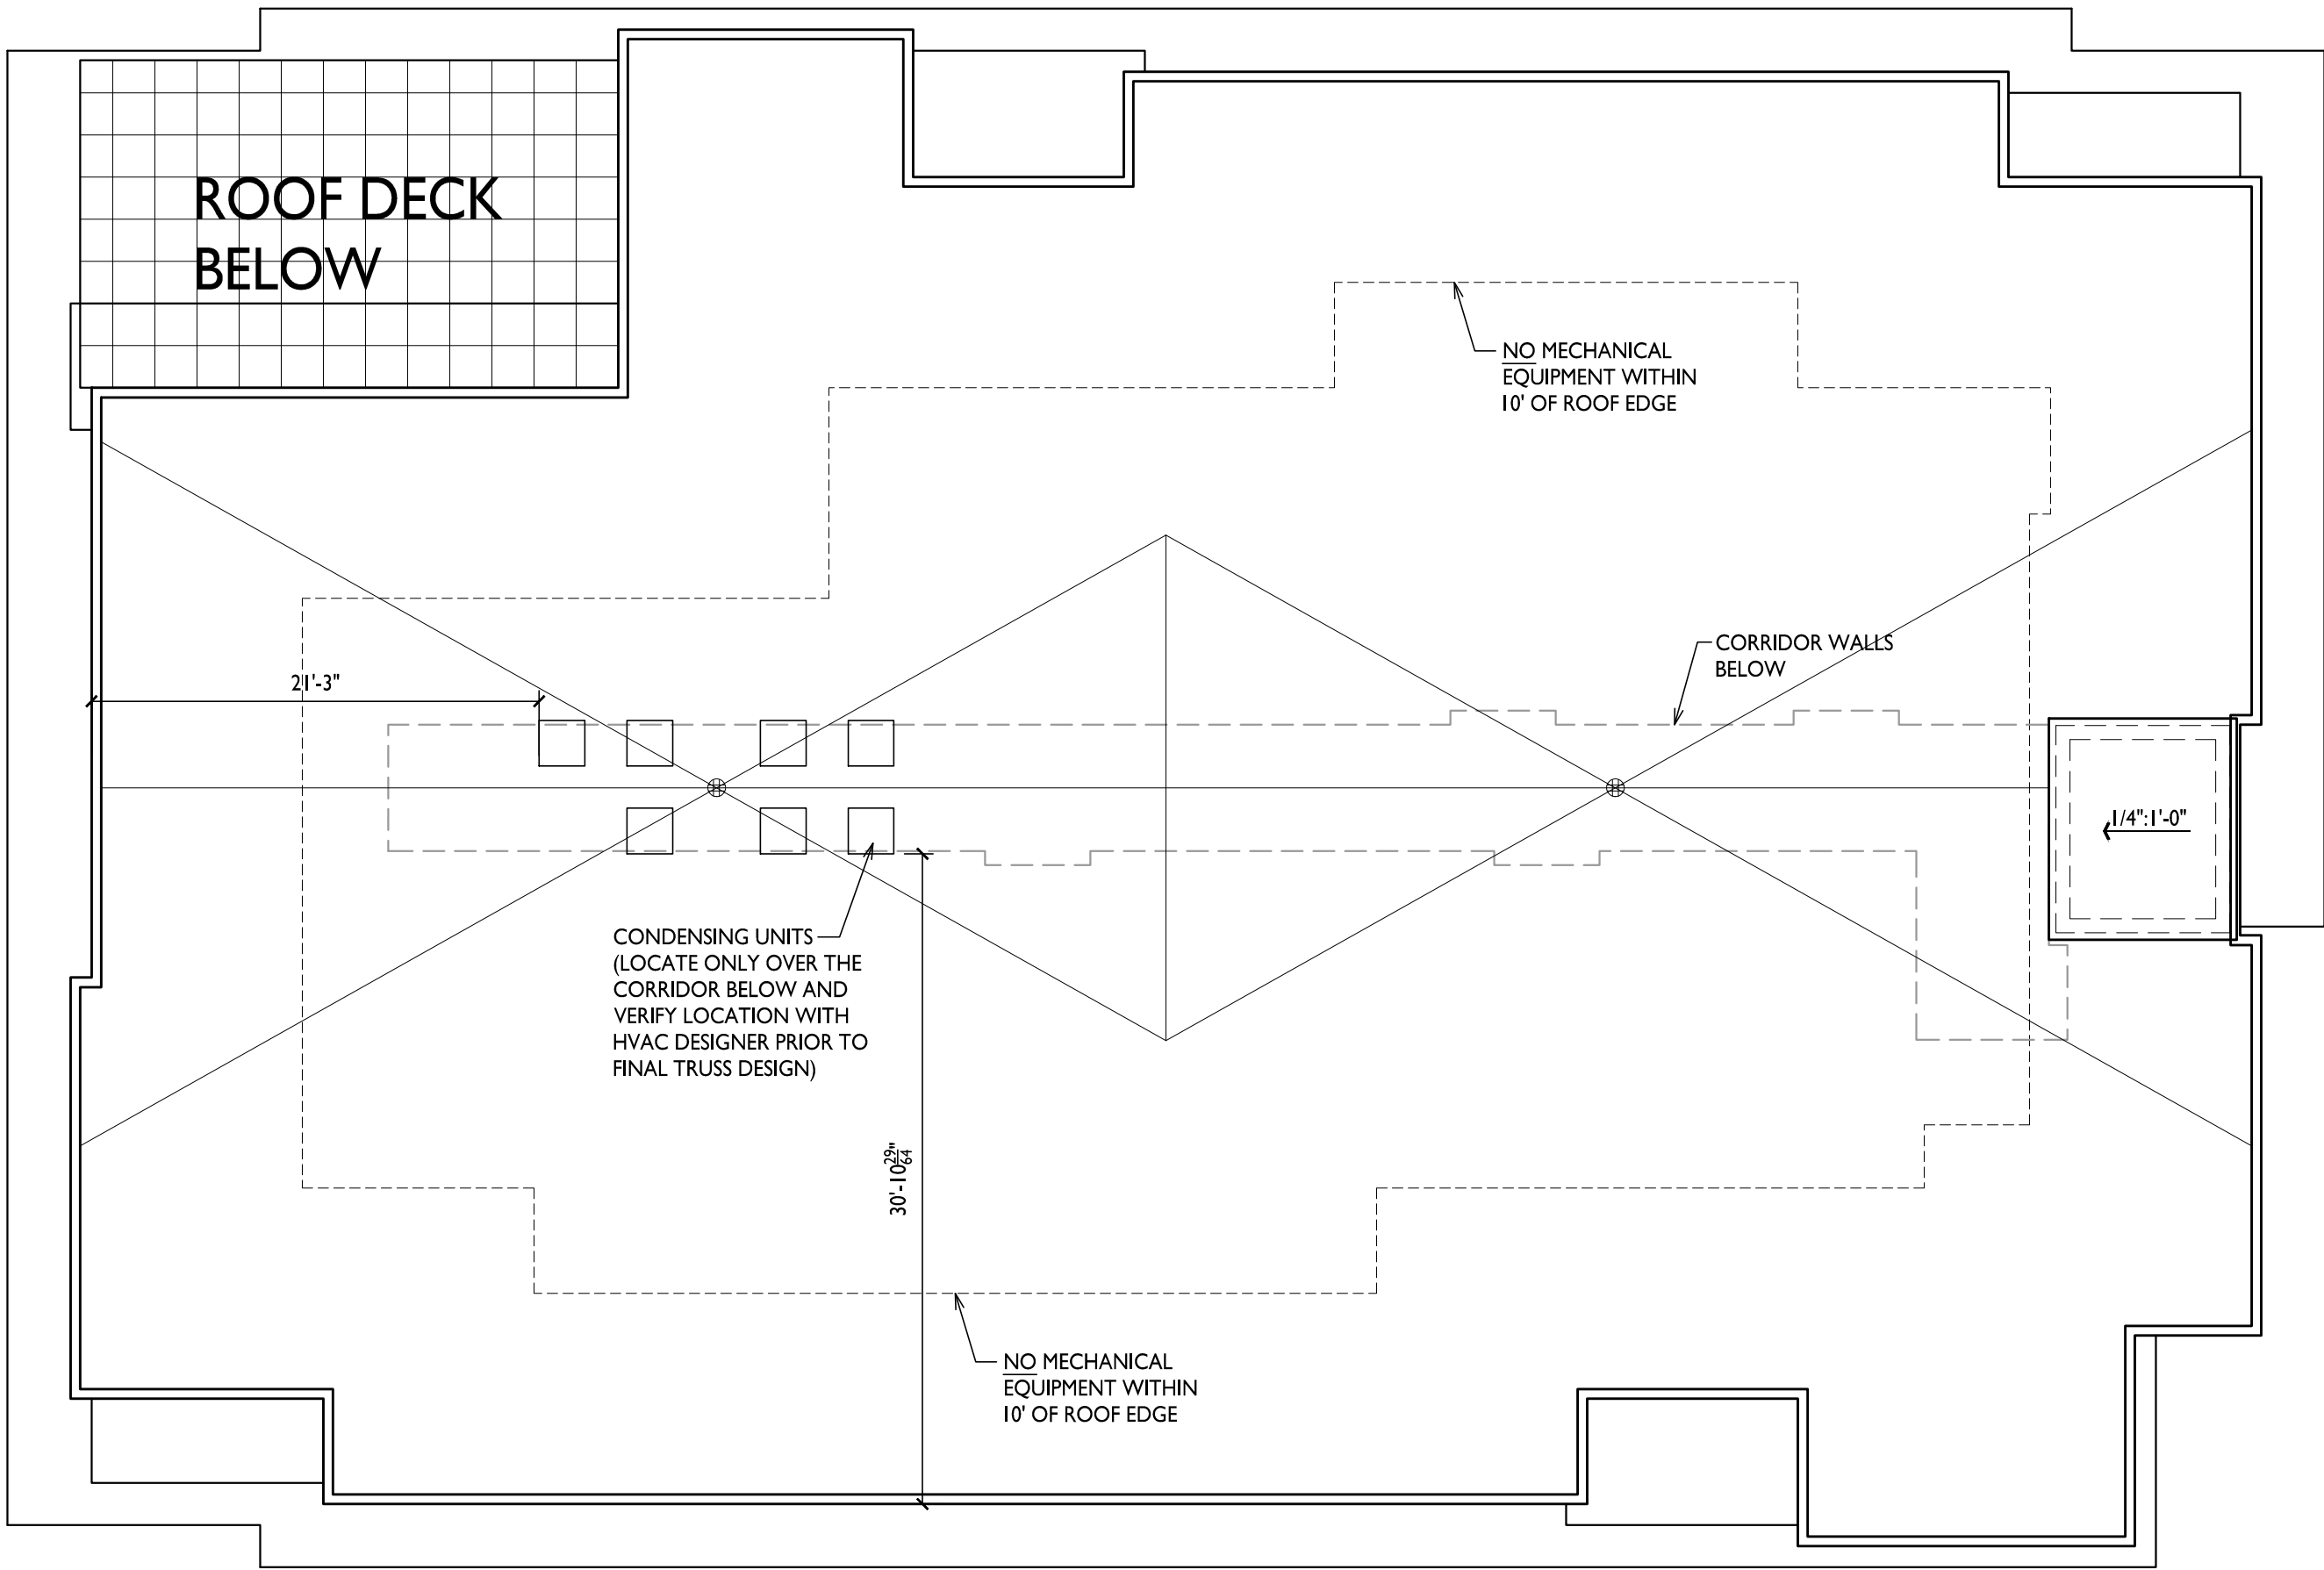 ROOF DECK
BELOW
NO MECHANICAL
EQUIPMENT WITHIN
10' OF ROOF EDGE
CORRIDOR WALLS
BELOW
21'-3"
1/4":1'-0"
CONDENSING UNITS
(LOCATE ONLY OVER THE
CORRIDOR BELOW AND
VERIFY LOCATION WITH
HVAC DESIGNER PRIOR TO
FINAL TRUSS DESIGN)
30'-10 29/64"
NO MECHANICAL
EQUIPMENT WITHIN
10' OF ROOF EDGE